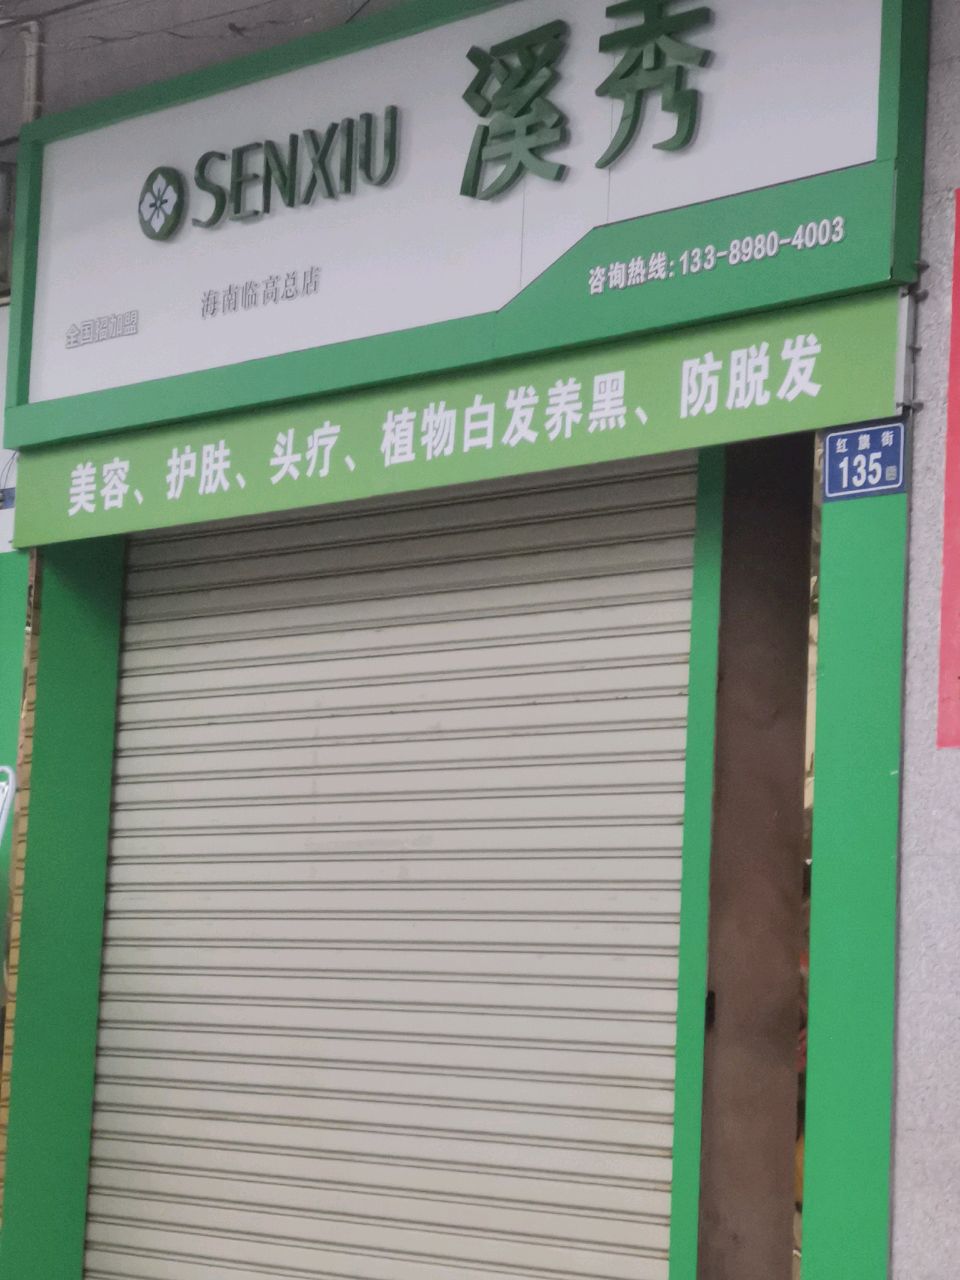 SENXIU 溪秀
咨询热线:133-8980-4003
海南临高总店
全国招加盟
美容、护肤、头疗、植物白发养黑、防脱发
红旗街
135